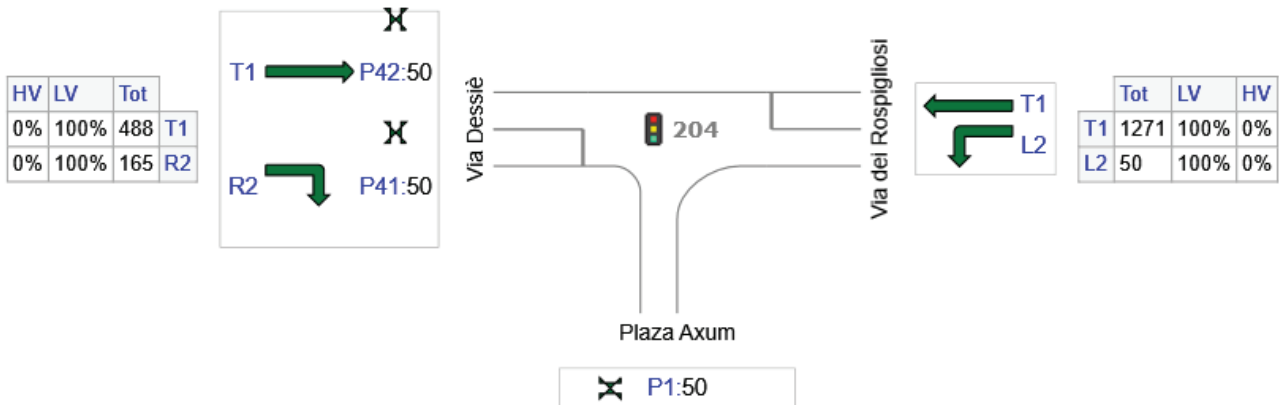 T1 P42:50
R2 P41:50
HV LV Tot
0% 100% 488 T1
0% 100% 165 R2
Via Dessiè
204
Via dei Rospigliosi
T1
L2
Tot LV HV
T1 1271 100% 0%
L2 50 100% 0%
Plaza Axum
P1:50